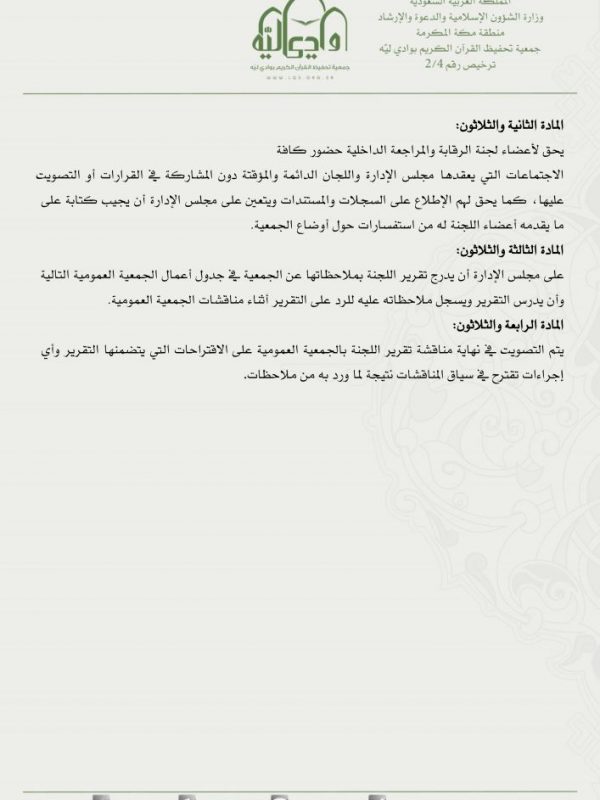 المملكة العربية السعودية
وزارة الشؤون الإسلامية والدعوة والإرشاد
منطقة مكة المكرمة
جمعية تحفيظ القرآن الكريم بوادي ليّه
ترخيص رقم 2/4
وادي ليّه
جمعية تحفيظ القرآن الكريم بوادي ليّه
WWW.LQS.ORG.SA
المادة الثانية والثلاثون:
يحق لأعضاء لجنة الرقابة والمراجعة الداخلية حضور كافة
الاجتماعات التي يعقدها مجلس الإدارة واللجان الدائمة والمؤقتة دون المشاركة في القرارات أو التصويت
عليها، كما يحق لهم الإطلاع على السجلات والمستندات ويتعين على مجلس الإدارة أن يجيب كتابة على
ما يقدمه أعضاء اللجنة له من استفسارات حول أوضاع الجمعية.
المادة الثالثة والثلاثون:
على مجلس الإدارة أن يدرج تقرير اللجنة بملاحظاتها عن الجمعية في جدول أعمال الجمعية العمومية التالية
وأن يدرس التقرير ويسجل ملاحظاته عليه للرد على التقرير أثناء مناقشات الجمعية العمومية.
المادة الرابعة والثلاثون:
يتم التصويت في نهاية مناقشة تقرير اللجنة بالجمعية العمومية على الاقتراحات التي يتضمنها التقرير وأي
إجراءات تقترح في سياق المناقشات نتيجة لما ورد به من ملاحظات.